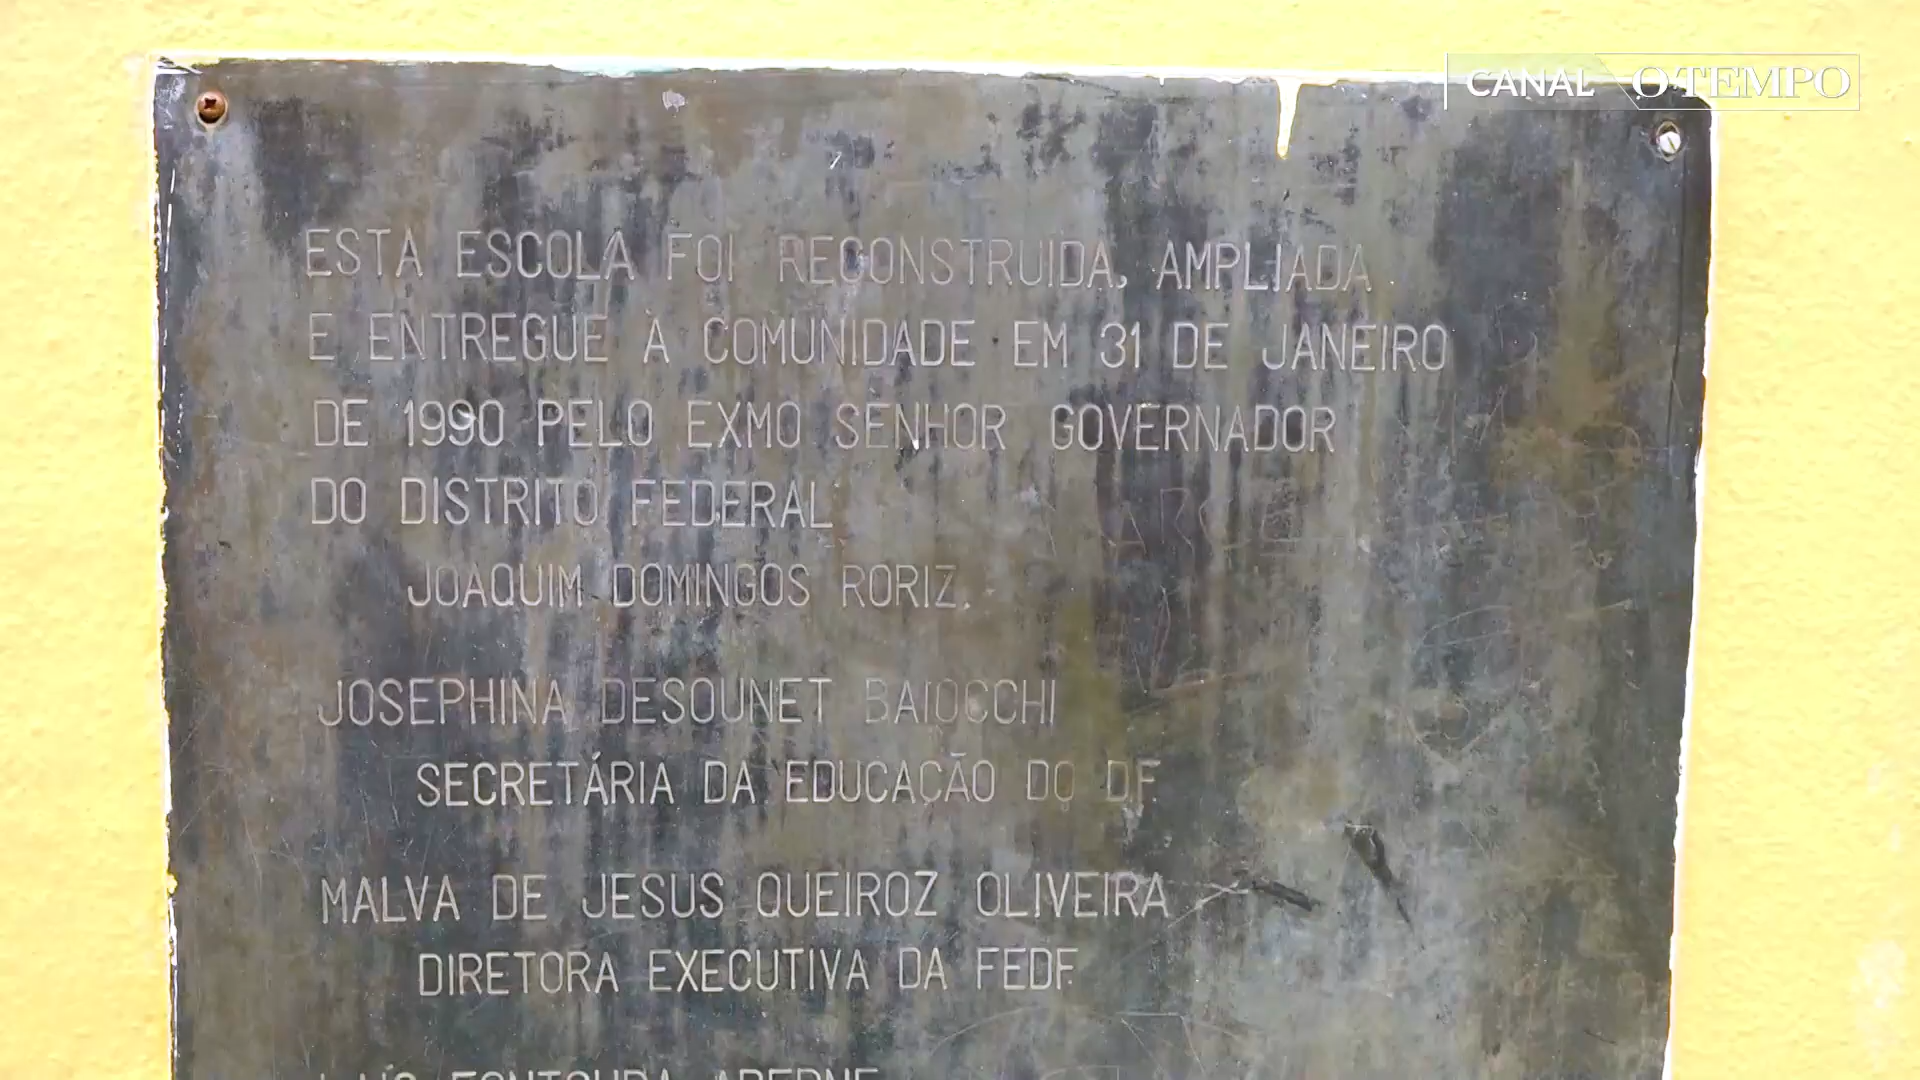 CANAL O TEMPO
ESTA ESCOLA FOI RECONSTRUIDA, AMPLIADA
E ENTREGUE À COMUNIDADE EM 31 DE JANEIRO
DE 1990 PELO EXMO SENHOR GOVERNADOR
DO DISTRITO FEDERAL
JOAQUIM DOMINGOS RORIZ.
JOSEPHINA DESOUNET BAIOCCHI
SECRETÁRIA DA EDUCAÇÃO DO DF.
MALVA DE JESUS QUEIROZ OLIVEIRA
DIRETORA EXECUTIVA DA FEDF.